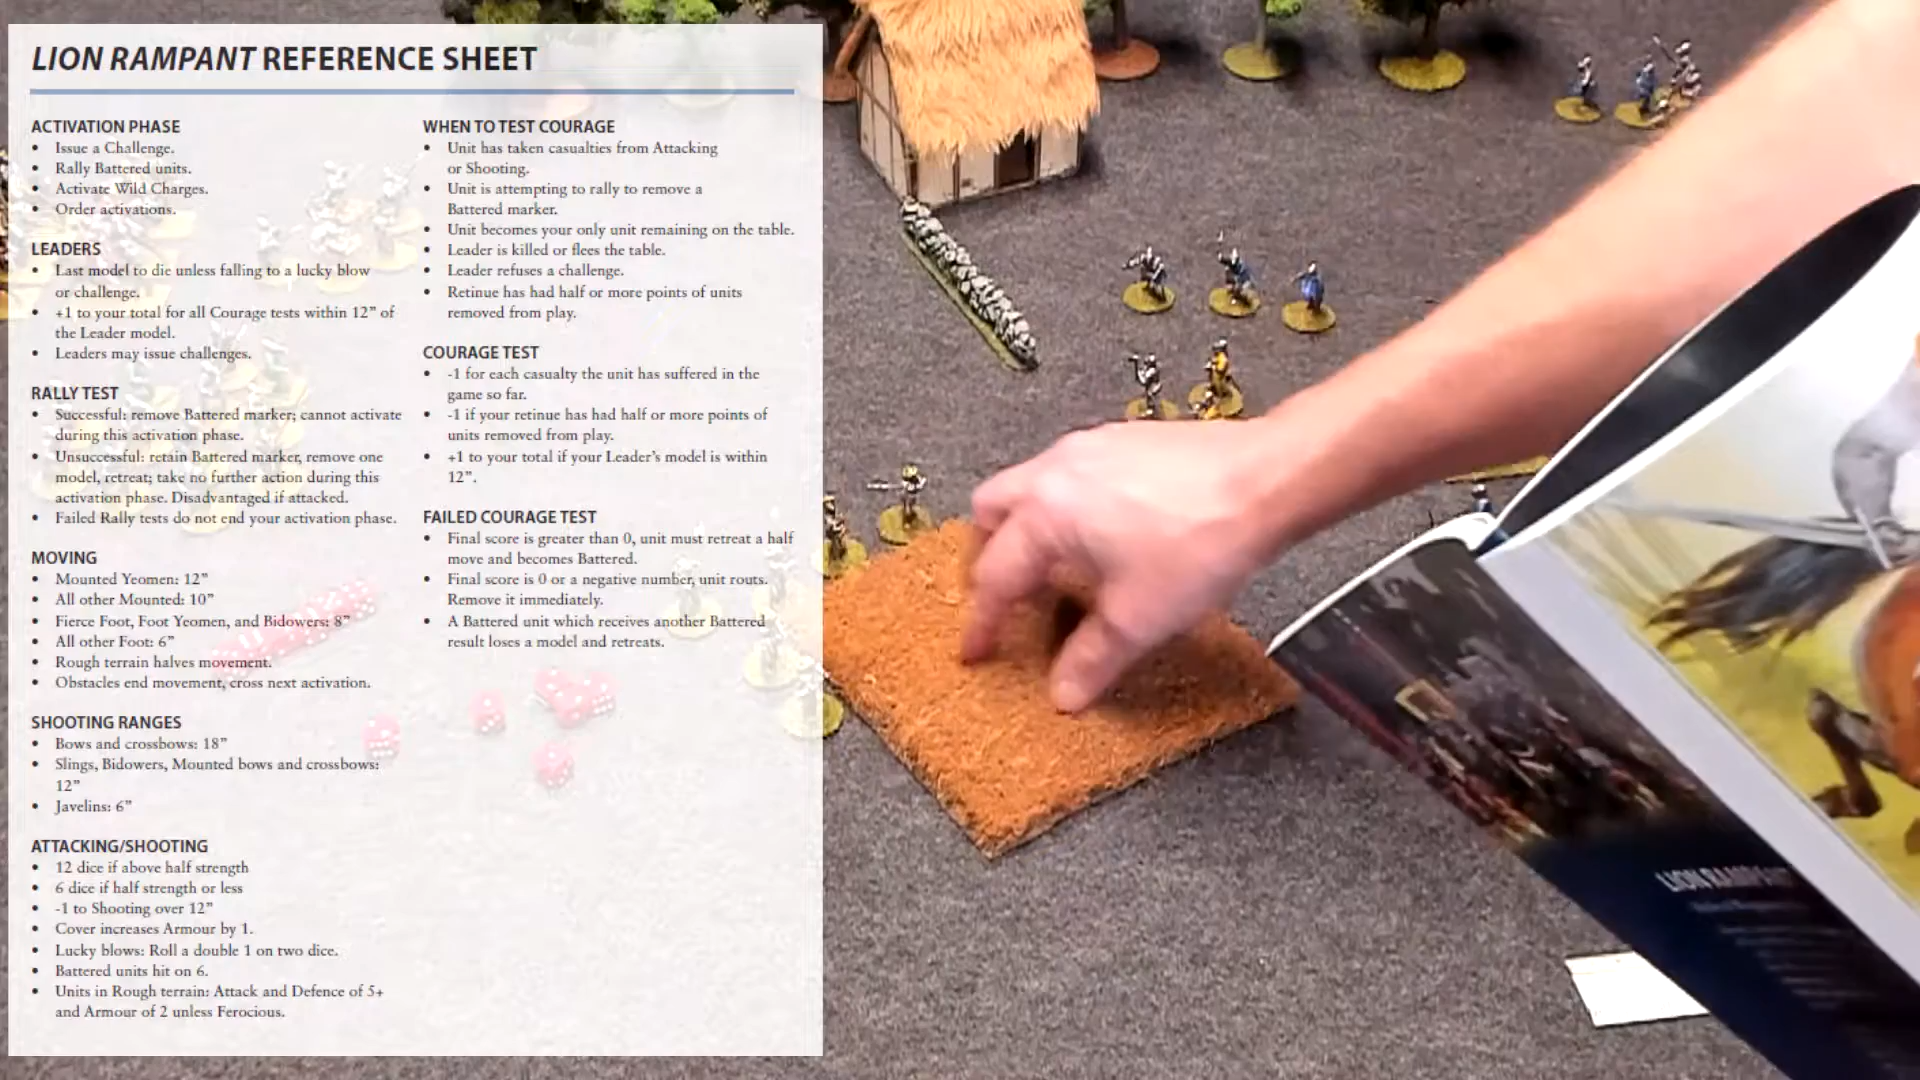 LION RAMPANT REFERENCE SHEET
ACTIVATION PHASE
• Issue a Challenge.
• Rally Battered units.
• Activate Wild Charges.
• Order activations.
LEADERS
• Last model to die unless falling to a lucky blow
or challenge.
• +1 to your total for all Courage tests within 12” of
the Leader model.
• Leaders may issue challenges.
RALLY TEST
• Successful: remove Battered marker; cannot activate
during this activation phase.
• Unsuccessful: retain Battered marker, remove one
model, retreat; take no further action during this
activation phase. Disadvantaged if attacked.
• Failed Rally tests do not end your activation phase.
MOVING
• Mounted Yeomen: 12”
• All other Mounted: 10”
• Fierce Foot, Foot Yeomen, and Bidowers: 8”
• All other Foot: 6”
• Rough terrain halves movement.
• Obstacles end movement, cross next activation.
SHOOTING RANGES
• Bows and crossbows: 18”
• Slings, Bidowers, Mounted bows and crossbows:
12”
• Javelins: 6”
ATTACKING/SHOOTING
• 12 dice if above half strength
• 6 dice if half strength or less
• -1 to Shooting over 12”
• Cover increases Armour by 1.
• Lucky blows: Roll a double 1 on two dice.
• Battered units hit on 6.
• Units in Rough terrain: Attack and Defence of 5+
and Armour of 2 unless Ferocious.
WHEN TO TEST COURAGE
• Unit has taken casualties from Attacking
or Shooting.
• Unit is attempting to rally to remove a
Battered marker.
• Unit becomes your only unit remaining on the table.
• Leader is killed or flees the table.
• Leader refuses a challenge.
• Retinue has had half or more points of units
removed from play.
COURAGE TEST
• -1 for each casualty the unit has suffered in the
game so far.
• -1 if your retinue has had half or more points of
units removed from play.
• +1 to your total if your Leader’s model is within
12”.
FAILED COURAGE TEST
• Final score is greater than 0, unit must retreat a half
move and becomes Battered.
• Final score is 0 or a negative number, unit routs.
Remove it immediately.
• A Battered unit which receives another Battered
result loses a model and retreats.
LION RAMPANT